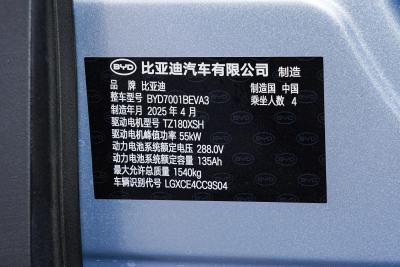 BYD 比亚迪汽车有限公司 制造
品 牌 比亚迪 制造国 中国
整车型号 BYD7001BEVA3 乘坐人数 4
制造年月 2025 年 4 月
驱动电机型号 TZ180XSH
驱动电机峰值功率 55kW
动力电池系统额定电压 288.0V
动力电池系统额定容量 135Ah
最大允许总质量 1540kg
车辆识别代号 LGXCE4CC9S04